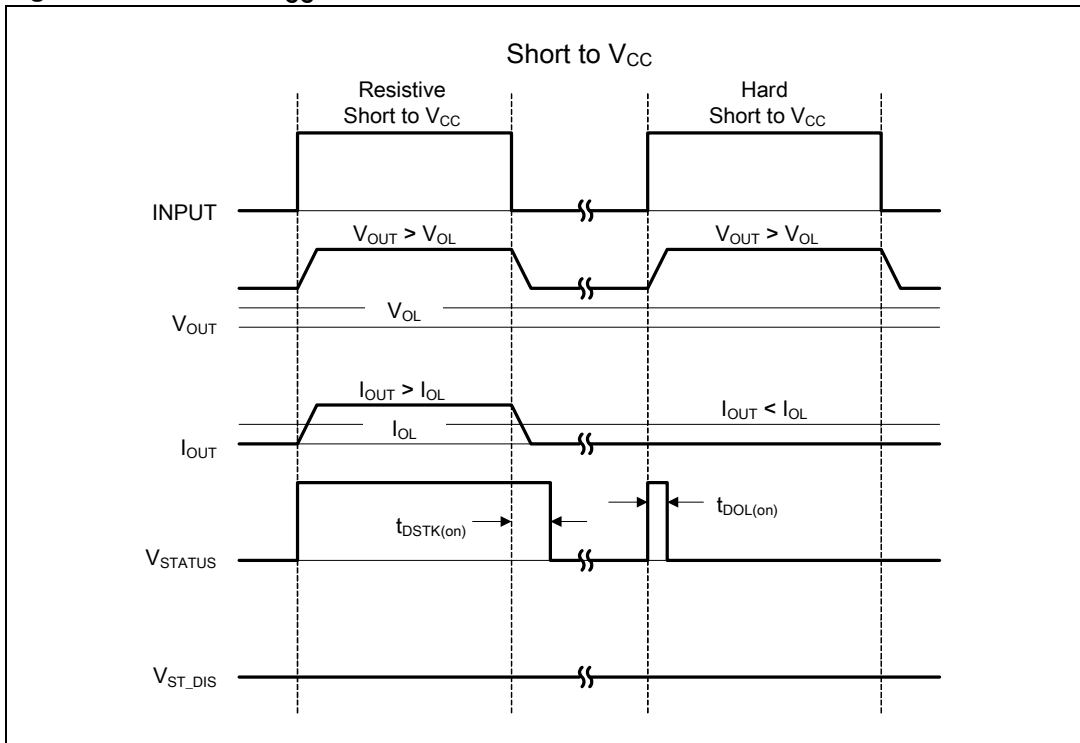 Short to VCC
Resistive
Short to VCC
Hard
Short to VCC
INPUT
VOUT > VOL
VOUT > VOL
VOL
VOUT
IOUT > IOL
IOUT < IOL
IOL
IOUT
tDSTK(on)
tDOL(on)
VSTATUS
VST_DIS